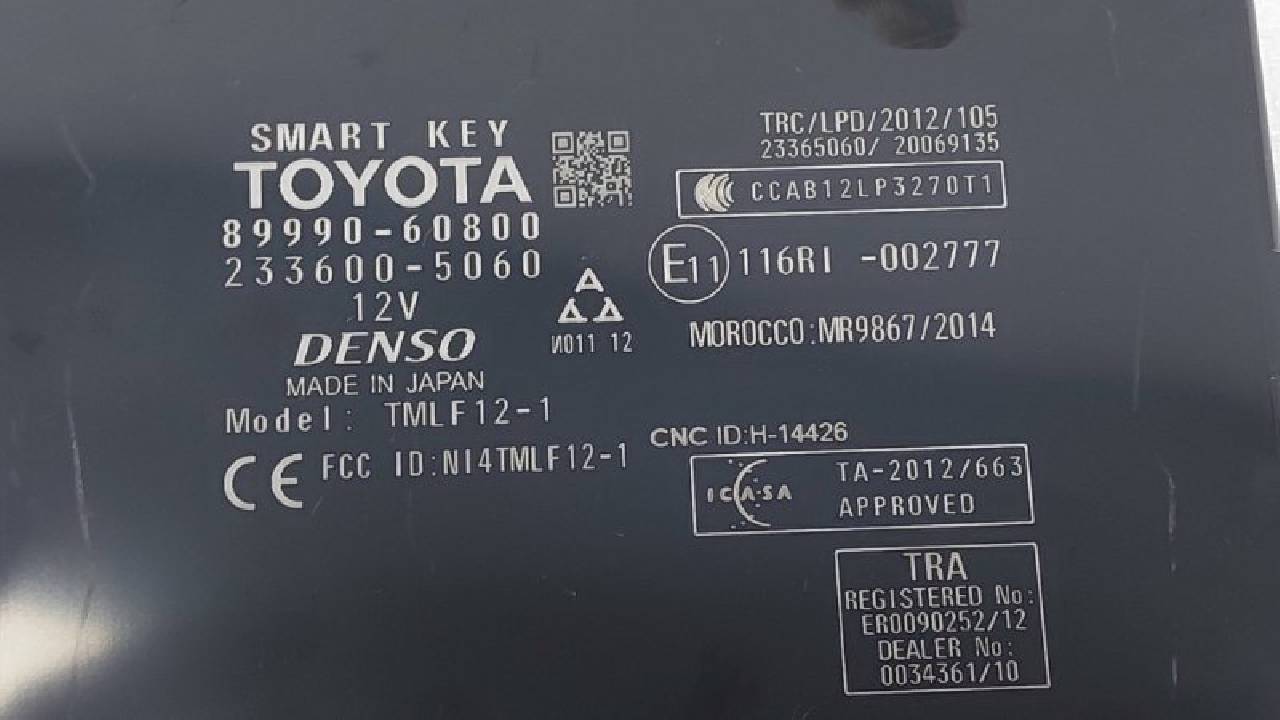 SMART KEY
TOYOTA
89990-60800
233600-5060
12V
DENSO
MADE IN JAPAN
Model: TMLF12-1
CE FCC ID:NI4TMLF12-1
И011 12
TRC/LPD/2012/105
23365060/ 20069135
CCC CCAB12LP3270T1
E11 116RI -002777
MOROCCO:MR9867/2014
CNC ID:H-14426
ICASA TA-2012/663
APPROVED
TRA
REGISTERED No:
ER0090252/12
DEALER No:
0034361/10